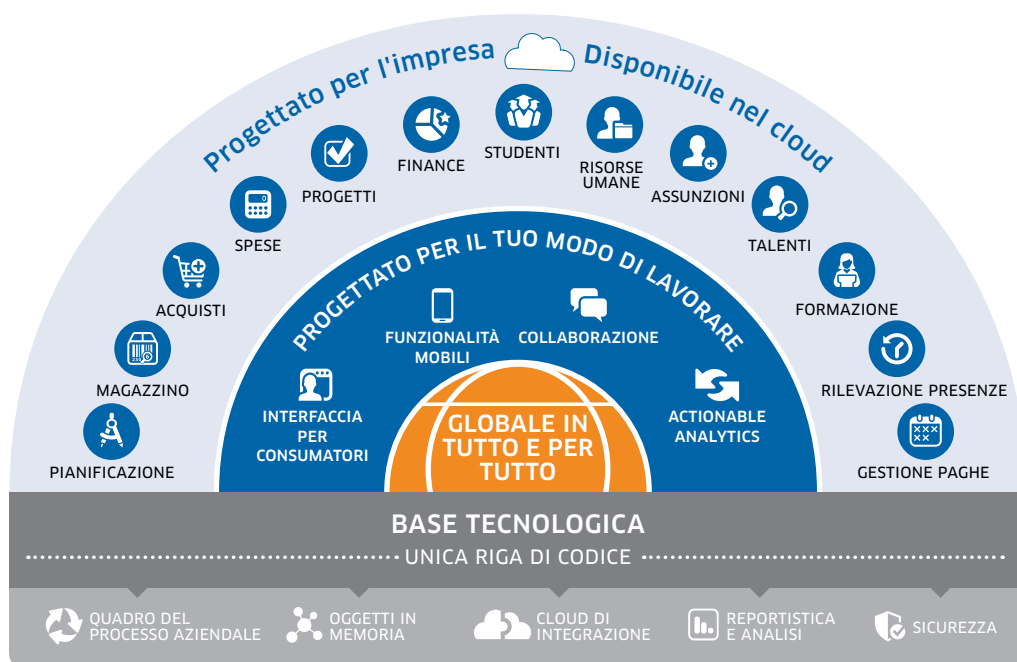 Progettato per l'impresa
Disponibile nel cloud
PIANIFICAZIONE
MAGAZZINO
ACQUISTI
SPESE
PROGETTI
FINANCE
STUDENTI
RISORSE
UMANE
ASSUNZIONI
TALENTI
FORMAZIONE
RILEVAZIONE PRESENZE
GESTIONE PAGHE
PROGETTATO PER IL TUO MODO DI LAVORARE
INTERFACCIA
PER
CONSUMATORI
FUNZIONALITÀ
MOBILI
COLLABORAZIONE
ACTIONABLE
ANALYTICS
GLOBALE IN
TUTTO E PER
TUTTO
BASE TECNOLOGICA
UNICA RIGA DI CODICE
QUADRO DEL
PROCESSO AZIENDALE
OGGETTI IN
MEMORIA
CLOUD DI
INTEGRAZIONE
REPORTISTICA
E ANALISI
SICUREZZA